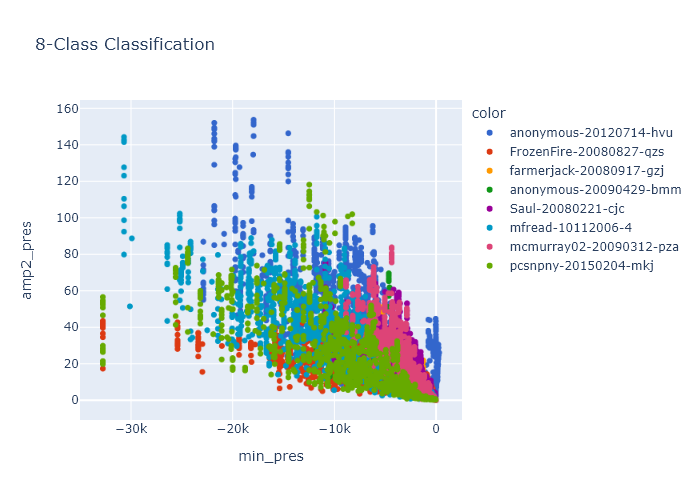 8-Class Classification
color
anonymous-20120714-hvu
FrozenFire-20080827-qzs
farmerjack-20080917-gzj
anonymous-20090429-bmm
Saul-20080221-cjc
mfread-10112006-4
mcmurray02-20090312-pza
pcsnpny-20150204-mkj
amp2_pres
160
140
120
100
80
60
40
20
0
−30k
−20k
−10k
0
min_pres